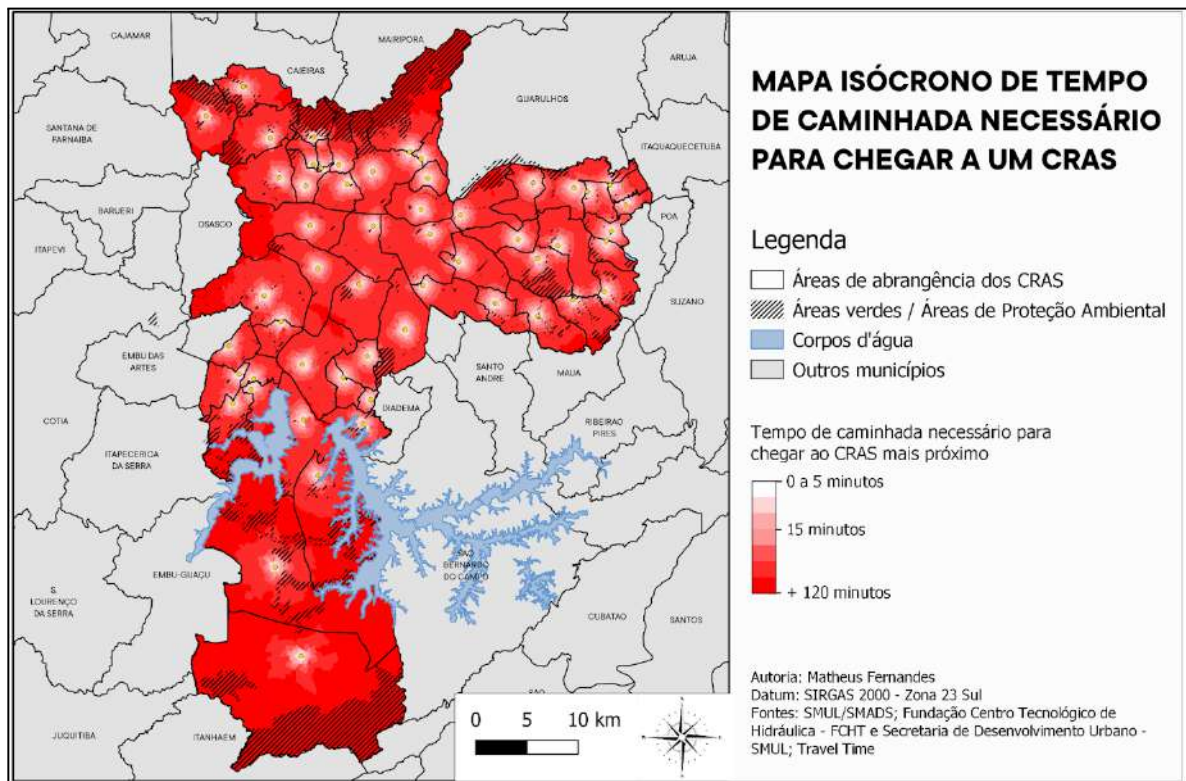 CAJAMAR
MAIRIPORA
CAIEIRAS
ARUJA
GUARULHOS
SANTANA DE
PARNAIBA
ITAQUAQUECETUBA
BARUERI
OSASCO
POA
ITAPEVI
SUZANO
EMBU DAS
ARTES
SANTO
ANDRE
MAUA
COTIA
DIADEMA
RIBEIRAO
PIRES
ITAPECERICA
DA SERRA
SAO
BERNARDO
DO CAMPO
EMBU-GUAÇU
S.
LOURENÇO
DA SERRA
CUBATAO
SANTOS
SAO
JUQUITIBA
ITANHAEM
0 5 10 km
MAPA ISÓCRONO DE TEMPO
DE CAMINHADA NECESSÁRIO
PARA CHEGAR A UM CRAS
Legenda
Áreas de abrangência dos CRAS
Áreas verdes / Áreas de Proteção Ambiental
Corpos d'água
Outros municípios
Tempo de caminhada necessário para
chegar ao CRAS mais próximo
0 a 5 minutos
15 minutos
+ 120 minutos
Autoria: Matheus Fernandes
Datum: SIRGAS 2000 - Zona 23 Sul
Fontes: SMUL/SMADS; Fundação Centro Tecnológico de
Hidráulica - FCHT e Secretaria de Desenvolvimento Urbano -
SMUL; Travel Time